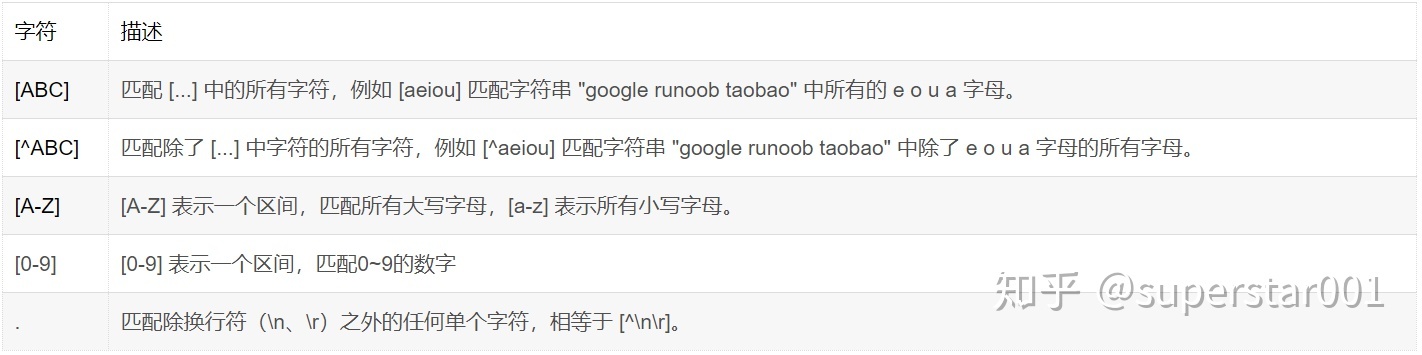 字符 描述
[ABC] 匹配 [...] 中的所有字符，例如 [aeiou] 匹配字符串 "google runoob taobao" 中所有的 e o u a 字母。
[^ABC] 匹配除了 [...] 中字符的所有字符，例如 [^aeiou] 匹配字符串 "google runoob taobao" 中除了 e o u a 字母的所有字母。
[A-Z] [A-Z] 表示一个区间，匹配所有大写字母，[a-z] 表示所有小写字母。
[0-9] [0-9] 表示一个区间，匹配0~9的数字
. 匹配除换行符（\n、\r）之外的任何单个字符，相等于 [^\n\r]。
知乎 @superstar001